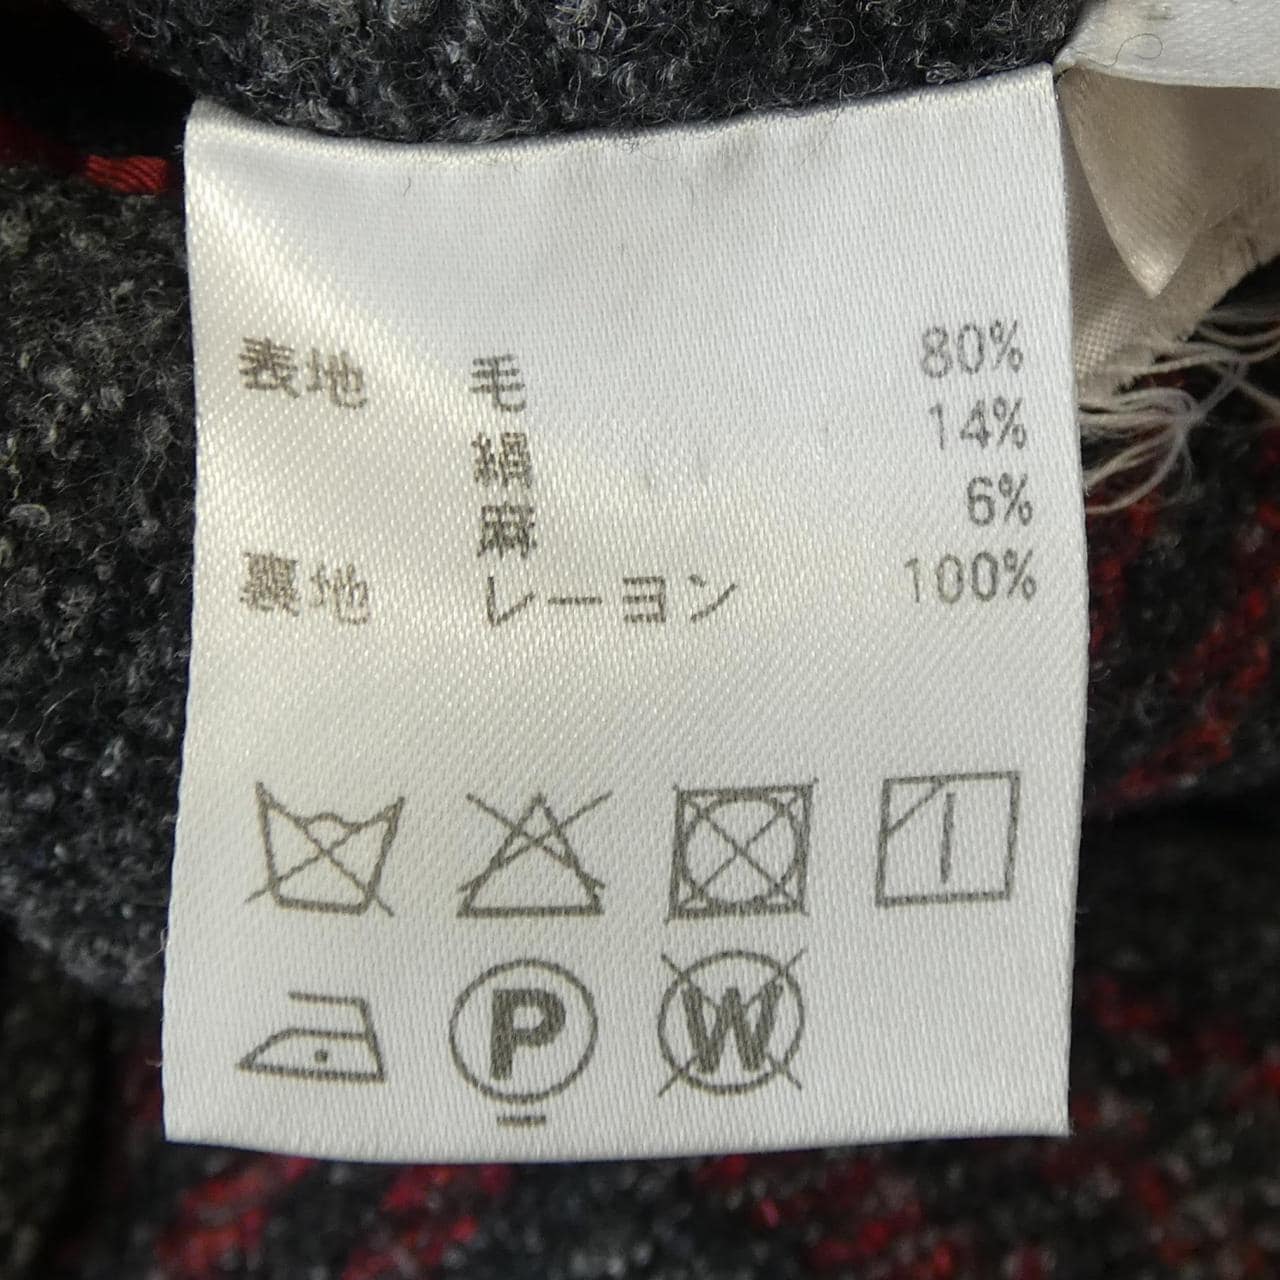 表地 毛 80%
絹 14%
麻 6%
裏地 レーヨン 100%
P W